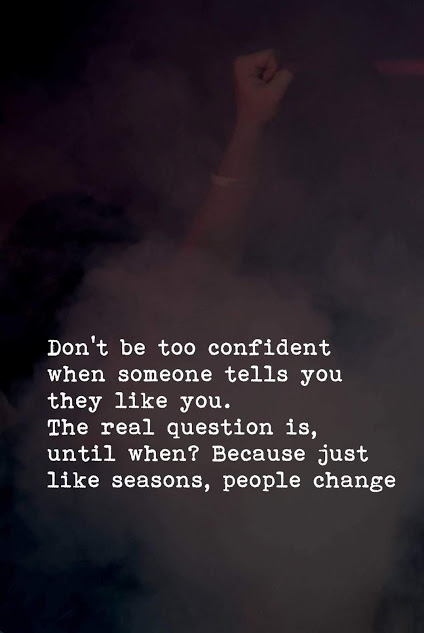 Don't be too confident
when someone tells you
they like you.
The real question is,
until when? Because just
like seasons, people change